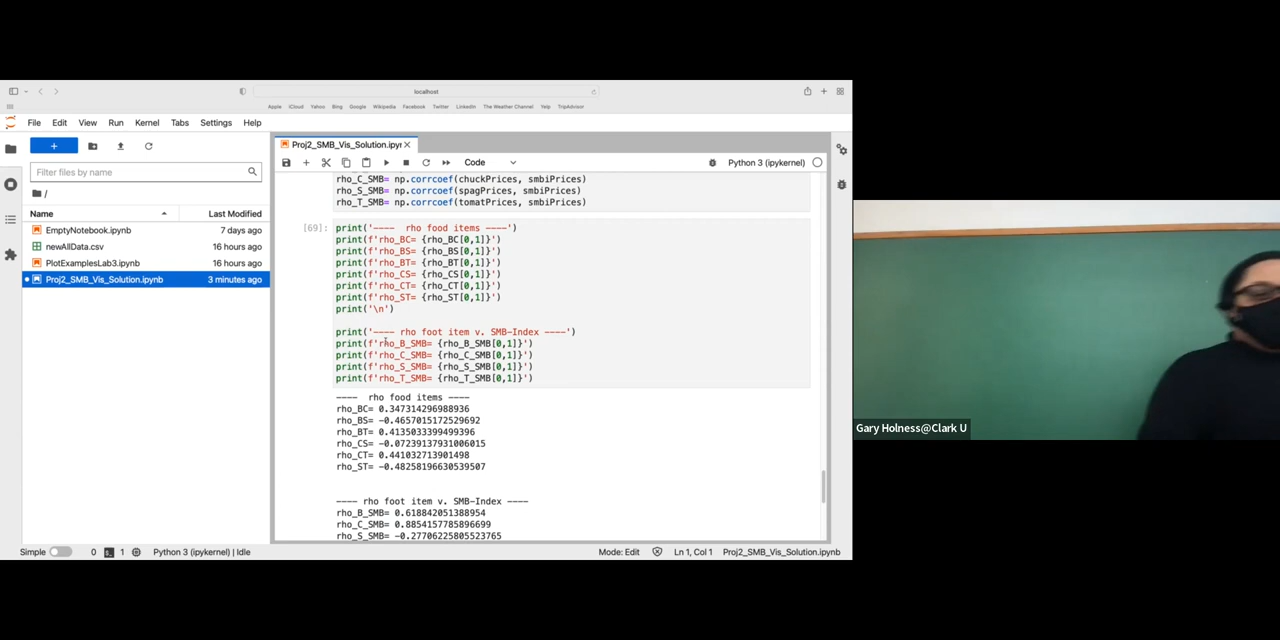 localhost
Apple iCloud Yahoo Bing Google Wikipedia Facebook Twitter LinkedIn The Weather Channel Yelp TripAdvisor
File Edit View Run Kernel Tabs Settings Help
Proj2_SMB_Vis_Solution.ipyr
Code
Python 3 (ipykernel)
Filter files by name
/
Name
Last Modified
EmptyNotebook.ipynb 7 days ago
newAllData.csv 16 hours ago
PlotExamplesLab3.ipynb 16 hours ago
Proj2_SMB_Vis_Solution.ipynb 3 minutes ago
rho_C_SMB= np.corrcoef(chuckPrices, smbiPrices)
rho_S_SMB= np.corrcoef(spagPrices, smbiPrices)
rho_T_SMB= np.corrcoef(tomatPrices, smbiPrices)
[69]:
print('----  rho food items ----')
print(f'rho_BC= {rho_BC[0,1]}')
print(f'rho_BS= {rho_BS[0,1]}')
print(f'rho_BT= {rho_BT[0,1]}')
print(f'rho_CS= {rho_CS[0,1]}')
print(f'rho_CT= {rho_CT[0,1]}')
print(f'rho_ST= {rho_ST[0,1]}')
print('\n')
print('---- rho foot item v. SMB-Index ----')
print(f'rho_B_SMB= {rho_B_SMB[0,1]}')
print(f'rho_C_SMB= {rho_C_SMB[0,1]}')
print(f'rho_S_SMB= {rho_S_SMB[0,1]}')
print(f'rho_T_SMB= {rho_T_SMB[0,1]}')
----  rho food items ----
rho_BC= 0.347314296988936
rho_BS= -0.4657015172529692
rho_BT= 0.4135033399499396
rho_CS= -0.07239137931006015
rho_CT= 0.441032713901498
rho_ST= -0.48258196630539507
---- rho foot item v. SMB-Index ----
rho_B_SMB= 0.618842051388954
rho_C_SMB= 0.8854157785896699
rho_S_SMB= -0.27706225805523765
Simple 0 1 Python 3 (ipykernel) | Idle
Mode: Edit Ln 1, Col 1 Proj2_SMB_Vis_Solution.ipynb
Gary Holness@Clark U